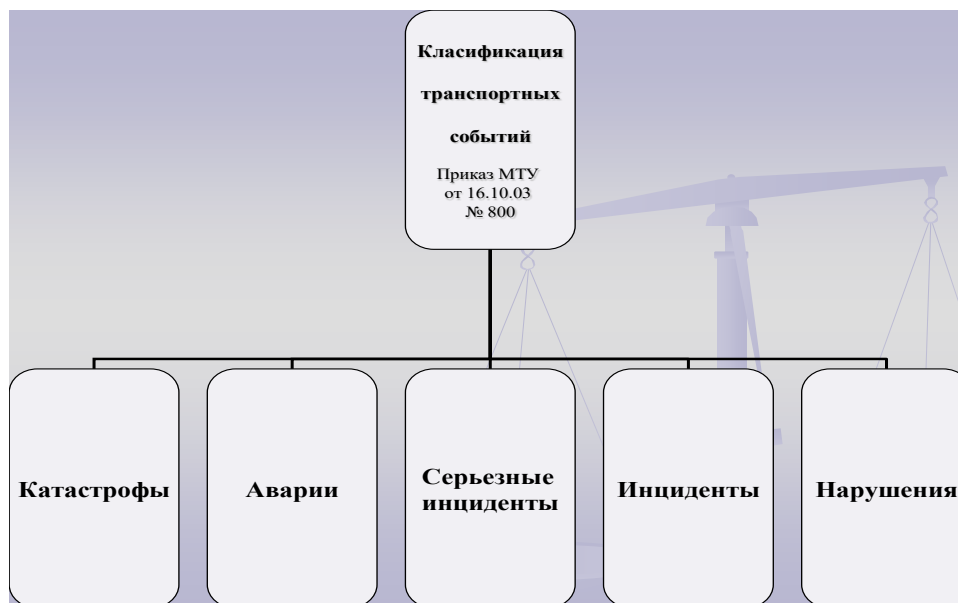 Класификация
транспортных
событий
Приказ МТУ
от 16.10.03
№ 800
Катастрофы
Аварии
Серьезные
инциденты
Инциденты
Нарушения